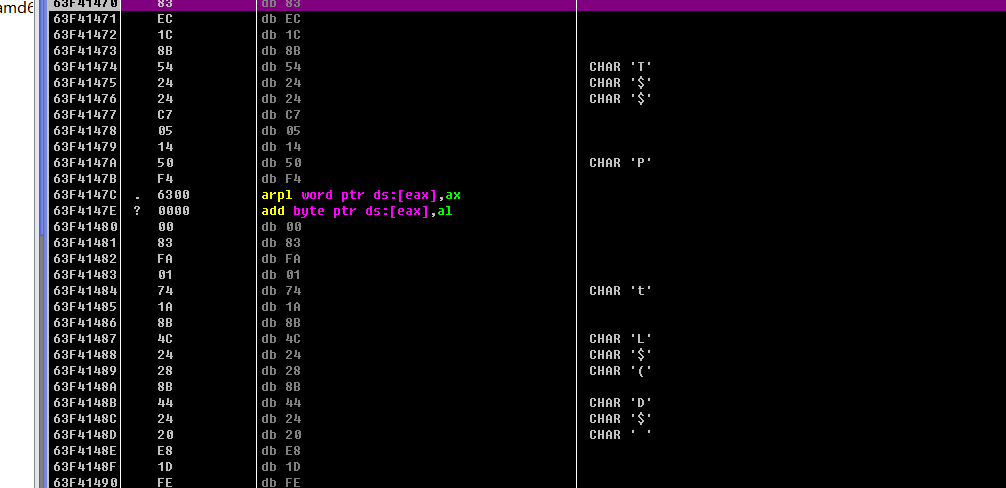 amd6
63F41470 83 db 83
63F41471 EC db EC
63F41472 1C db 1C
63F41473 8B db 8B
63F41474 54 db 54 CHAR 'T'
63F41475 24 db 24 CHAR '$'
63F41476 24 db 24 CHAR '$'
63F41477 C7 db C7
63F41478 05 db 05
63F41479 14 db 14
63F4147A 50 db 50 CHAR 'P'
63F4147B F4 db F4
63F4147C . 6300 arpl word ptr ds:[eax],ax
63F4147E ? 0000 add byte ptr ds:[eax],al
63F41480 00 db 00
63F41481 83 db 83
63F41482 FA db FA
63F41483 01 db 01
63F41484 74 db 74 CHAR 't'
63F41485 1A db 1A
63F41486 8B db 8B
63F41487 4C db 4C CHAR 'L'
63F41488 24 db 24 CHAR '$'
63F41489 28 db 28 CHAR '('
63F4148A 8B db 8B
63F4148B 44 db 44 CHAR 'D'
63F4148C 24 db 24 CHAR '$'
63F4148D 20 db 20 CHAR ' '
63F4148E E8 db E8
63F4148F 1D db 1D
63F41490 FE db FE